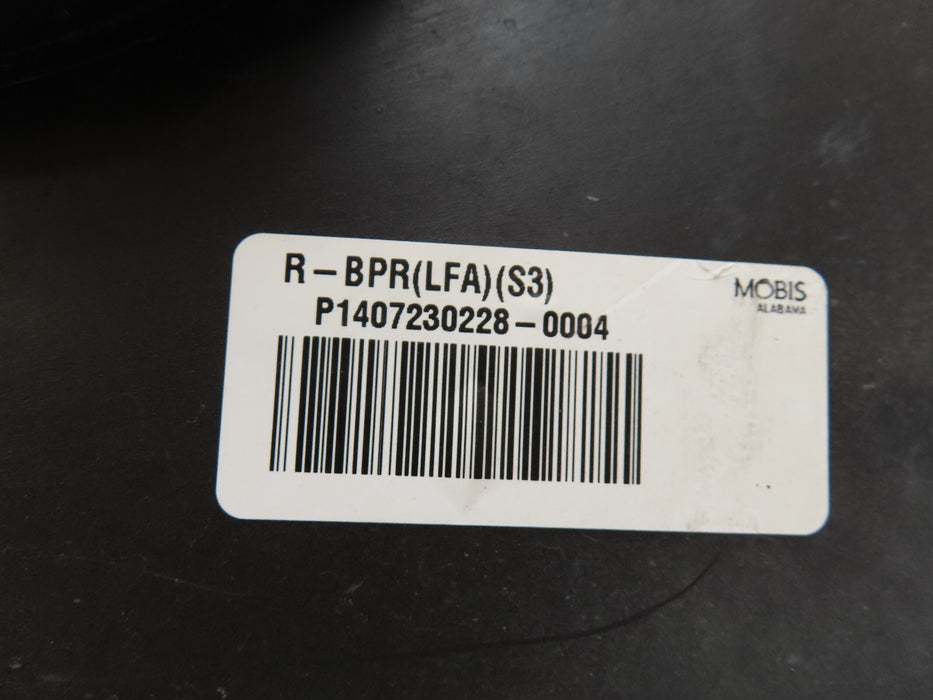 R-BPR(LFA)(S3)
P1407230228-0004
MOBIS
ALABAMA